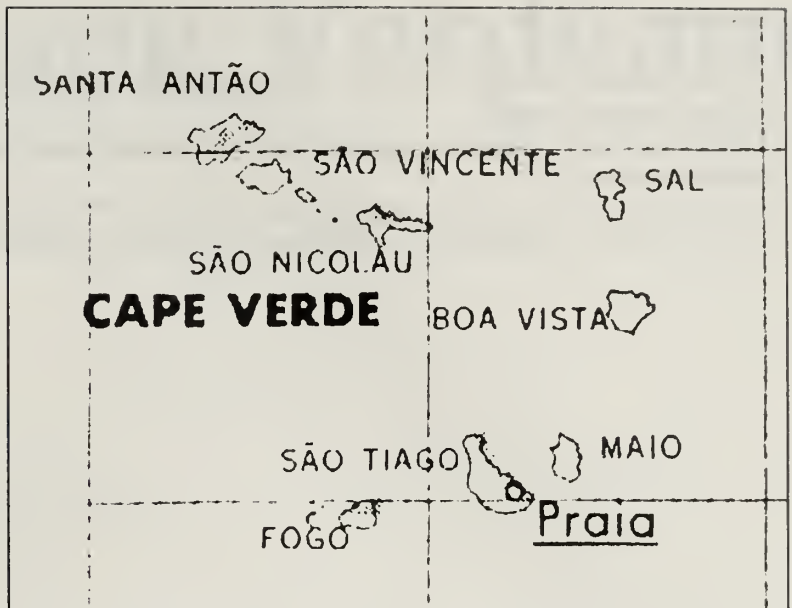 SANTA ANTÃO
SÃO VINCENTE
SAL
SÃO NICOLAU
CAPE VERDE
BOA VISTA
SÃO TIAGO
MAIO
FOGO
Praia